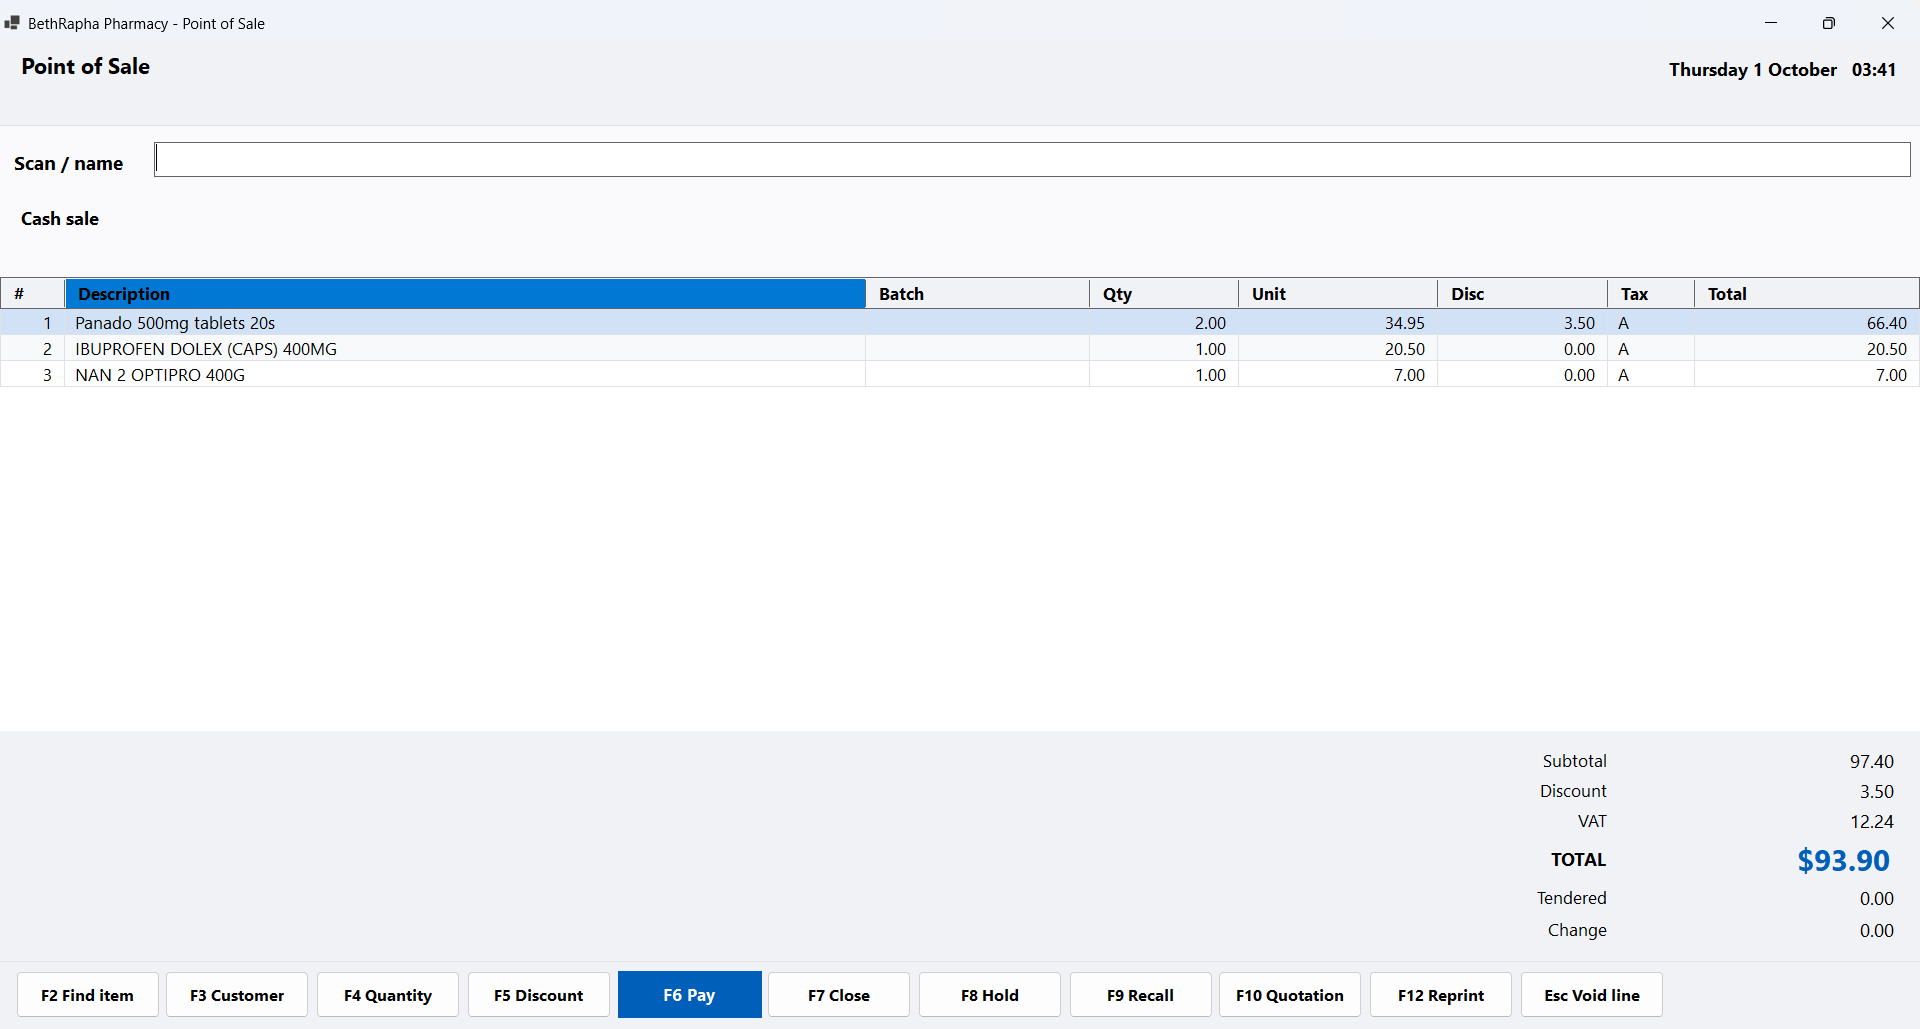 BethRapha Pharmacy - Point of Sale
Point of Sale
Thursday 1 October 03:41
Scan / name
Cash sale
# Description Batch Qty Unit Disc Tax Total
1 Panado 500mg tablets 20s 2.00 34.95 3.50 A 66.40
2 IBUPROFEN DOLEX (CAPS) 400MG 1.00 20.50 0.00 A 20.50
3 NAN 2 OPTIPRO 400G 1.00 7.00 0.00 A 7.00
Subtotal 97.40
Discount 3.50
VAT 12.24
TOTAL $93.90
Tendered 0.00
Change 0.00
F2 Find item F3 Customer F4 Quantity F5 Discount F6 Pay F7 Close F8 Hold F9 Recall F10 Quotation F12 Reprint Esc Void line